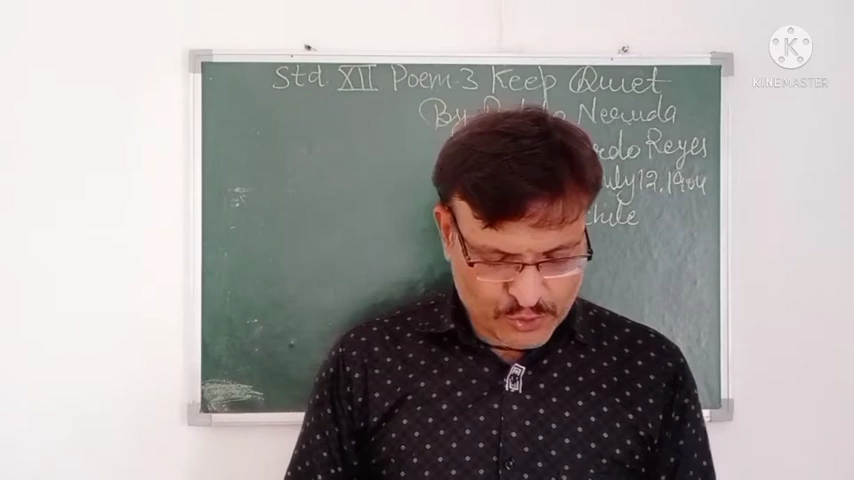 Std XII Poem-3 Keep Quiet
By Neruda
Reyes
July 12, 1904
Chile
K
KINEMASTER